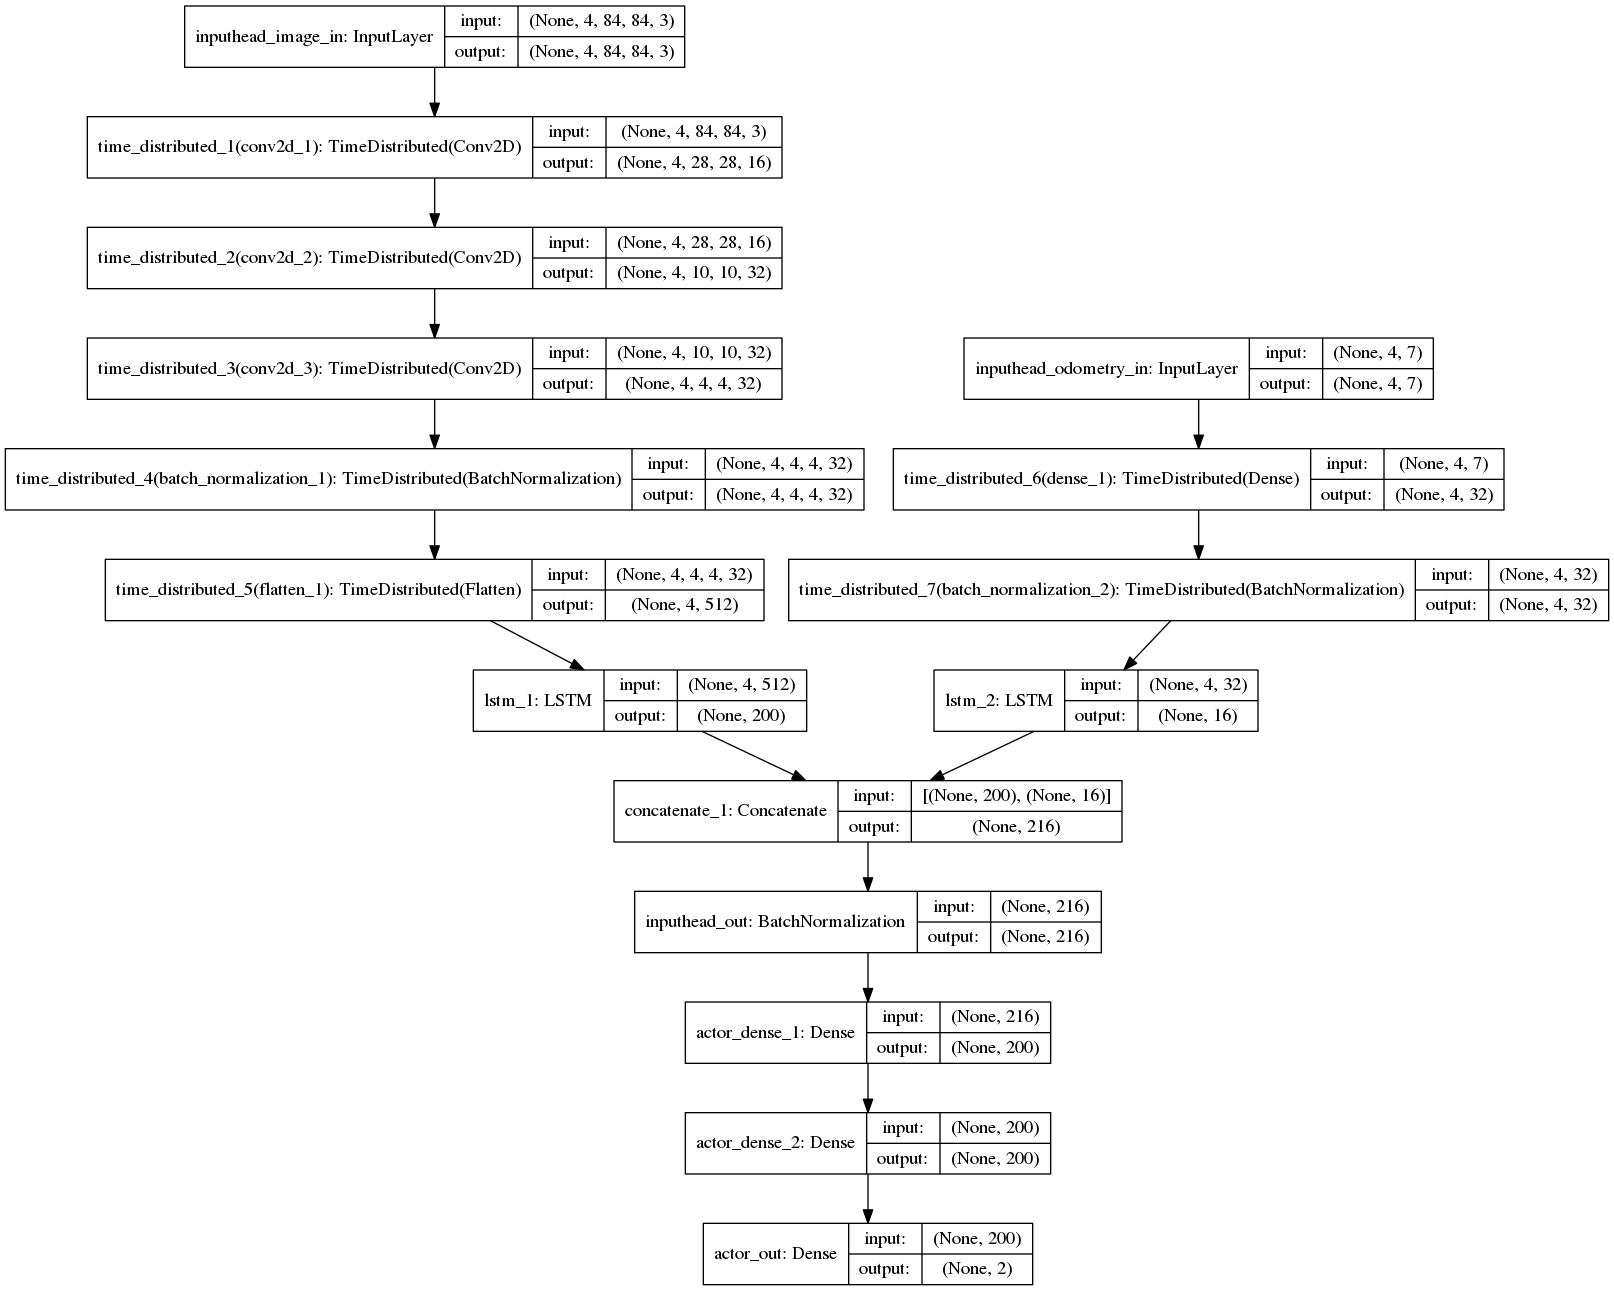 inputhead_image_in: InputLayer
input: (None, 4, 84, 84, 3)
output: (None, 4, 84, 84, 3)
time_distributed_1(conv2d_1): TimeDistributed(Conv2D)
input: (None, 4, 84, 84, 3)
output: (None, 4, 28, 28, 16)
time_distributed_2(conv2d_2): TimeDistributed(Conv2D)
input: (None, 4, 28, 28, 16)
output: (None, 4, 10, 10, 32)
time_distributed_3(conv2d_3): TimeDistributed(Conv2D)
input: (None, 4, 10, 10, 32)
output: (None, 4, 4, 4, 32)
inputhead_odometry_in: InputLayer
input: (None, 4, 7)
output: (None, 4, 7)
time_distributed_4(batch_normalization_1): TimeDistributed(BatchNormalization)
input: (None, 4, 4, 4, 32)
output: (None, 4, 4, 4, 32)
time_distributed_6(dense_1): TimeDistributed(Dense)
input: (None, 4, 7)
output: (None, 4, 32)
time_distributed_5(flatten_1): TimeDistributed(Flatten)
input: (None, 4, 4, 4, 32)
output: (None, 4, 512)
time_distributed_7(batch_normalization_2): TimeDistributed(BatchNormalization)
input: (None, 4, 32)
output: (None, 4, 32)
lstm_1: LSTM
input: (None, 4, 512)
output: (None, 200)
lstm_2: LSTM
input: (None, 4, 32)
output: (None, 16)
concatenate_1: Concatenate
input: [(None, 200), (None, 16)]
output: (None, 216)
inputhead_out: BatchNormalization
input: (None, 216)
output: (None, 216)
actor_dense_1: Dense
input: (None, 216)
output: (None, 200)
actor_dense_2: Dense
input: (None, 200)
output: (None, 200)
actor_out: Dense
input: (None, 200)
output: (None, 2)